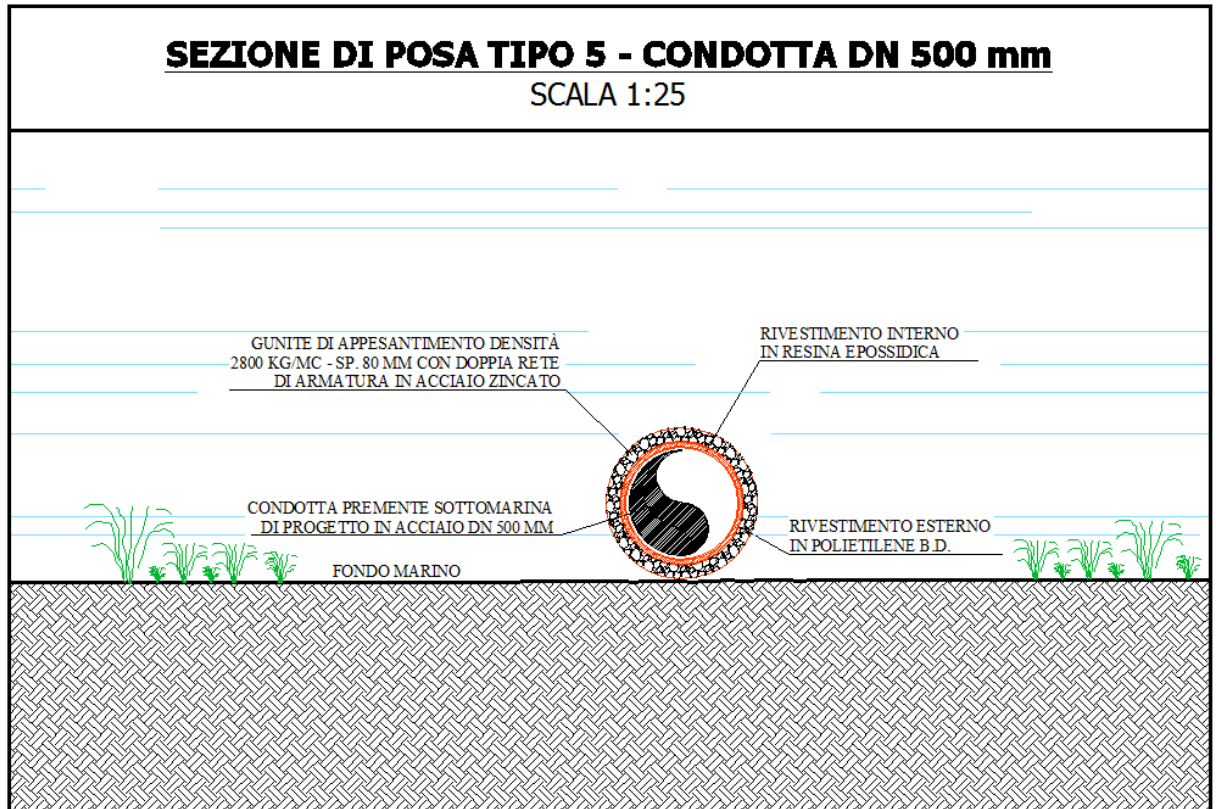 SEZIONE DI POSA TIPO 5 - CONDOTTA DN 500 mm
SCALA 1:25
GUNITE DI APPESANTIMENTO DENSITÀ
2800 KG/MC - SP. 80 MM CON DOPPIA RETE
DI ARMATURA IN ACCIAIO ZINCATO
RIVESTIMENTO INTERNO
IN RESINA EPOSSIDICA
CONDOTTA PREMENTE SOTTOMARINA
DI PROGETTO IN ACCIAIO DN 500 MM
RIVESTIMENTO ESTERNO
IN POLIETILENE B.D.
FONDO MARINO